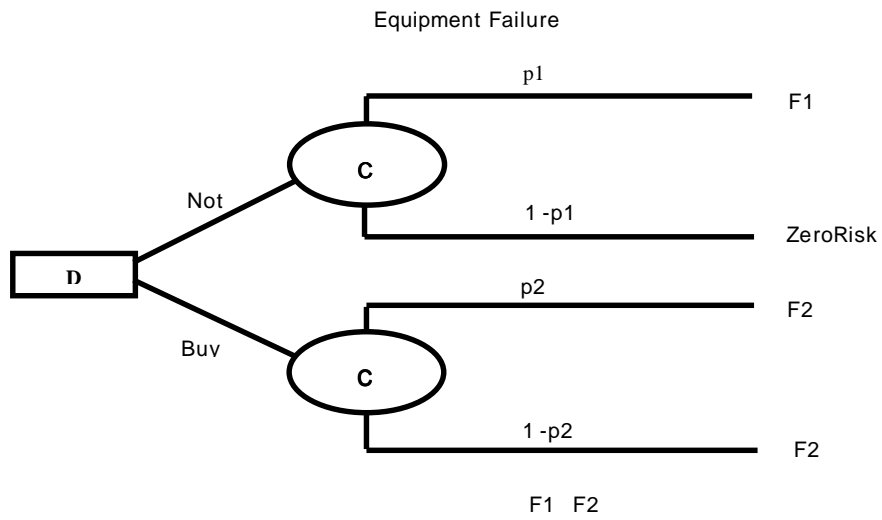 Equipment Failure
p1
F1
C
Not
1 -p1
ZeroRisk
D
p2
F2
Buy
C
1 -p2
F2
F1 F2